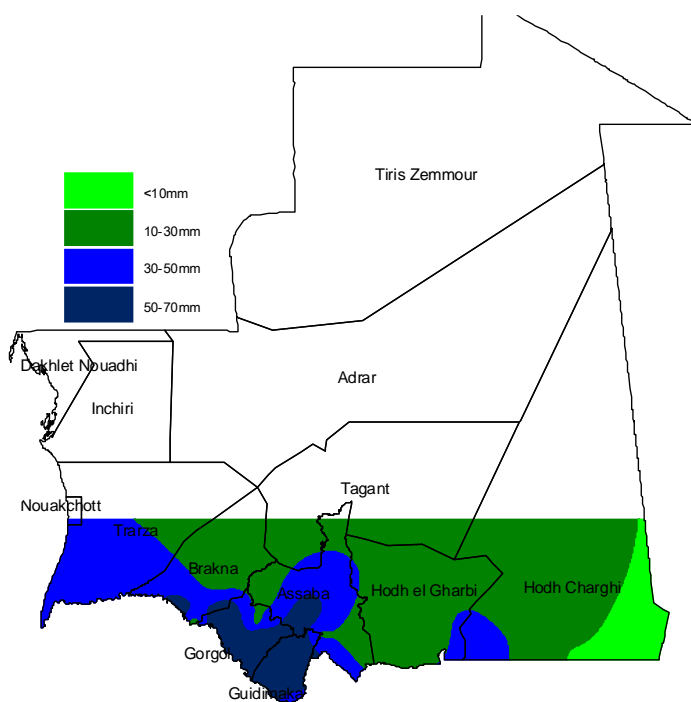 Tiris Zemmour
<10mm
10-30mm
30-50mm
50-70mm
Dakhlet Nouadhi
Adrar
Inchiri
Tagant
Nouakchott
Trarza
Brakna
Assaba
Hodh el Gharbi
Hodh Charghi
Gorgol
Guidimaka